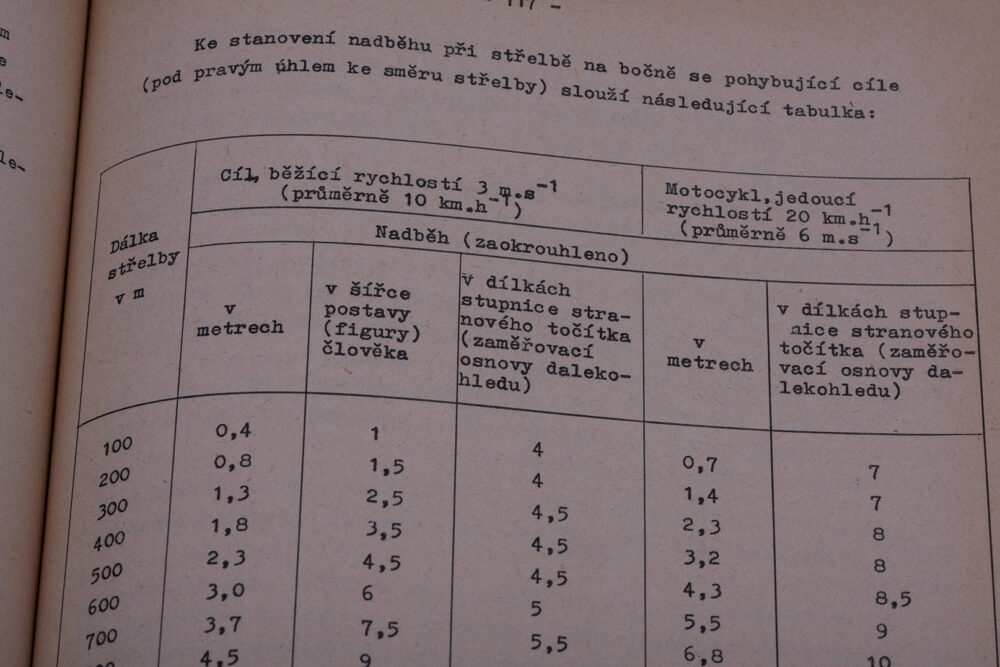 - 117 -
Ke stanovení nadběhu při střelbě na bočně se pohybující cíle
(pod pravým úhlem ke směru střelby) slouží následující tabulka:
Dálka
střelby
v m
Cíl, běžící rychlostí 3 m.s-1
(průměrně 10 km.h-1)
Motocykl, jedoucí
rychlostí 20 km.h-1
(průměrně 6 m.s-1)
Nadběh (zaokrouhleno)
v
metrech
v šířce
postavy
(figury)
člověka
v dílkách
stupnice stra-
nového točítka
(zaměřovací
osnovy daleko-
hledu)
v
metrech
v dílkách stup-
nice stranového
točítka (zaměřo-
vací osnovy da-
lekohledu)
100 0,4 1 4 0,7 7
200 0,8 1,5 4 1,4 7
300 1,3 2,5 4,5 2,3 8
400 1,8 3,5 4,5 3,2 8
500 2,3 4,5 4,5 4,3 8,5
600 3,0 6 5 5,5 9
700 3,7 7,5 5,5 6,8 10
4,5 9
m
e
le-
le-